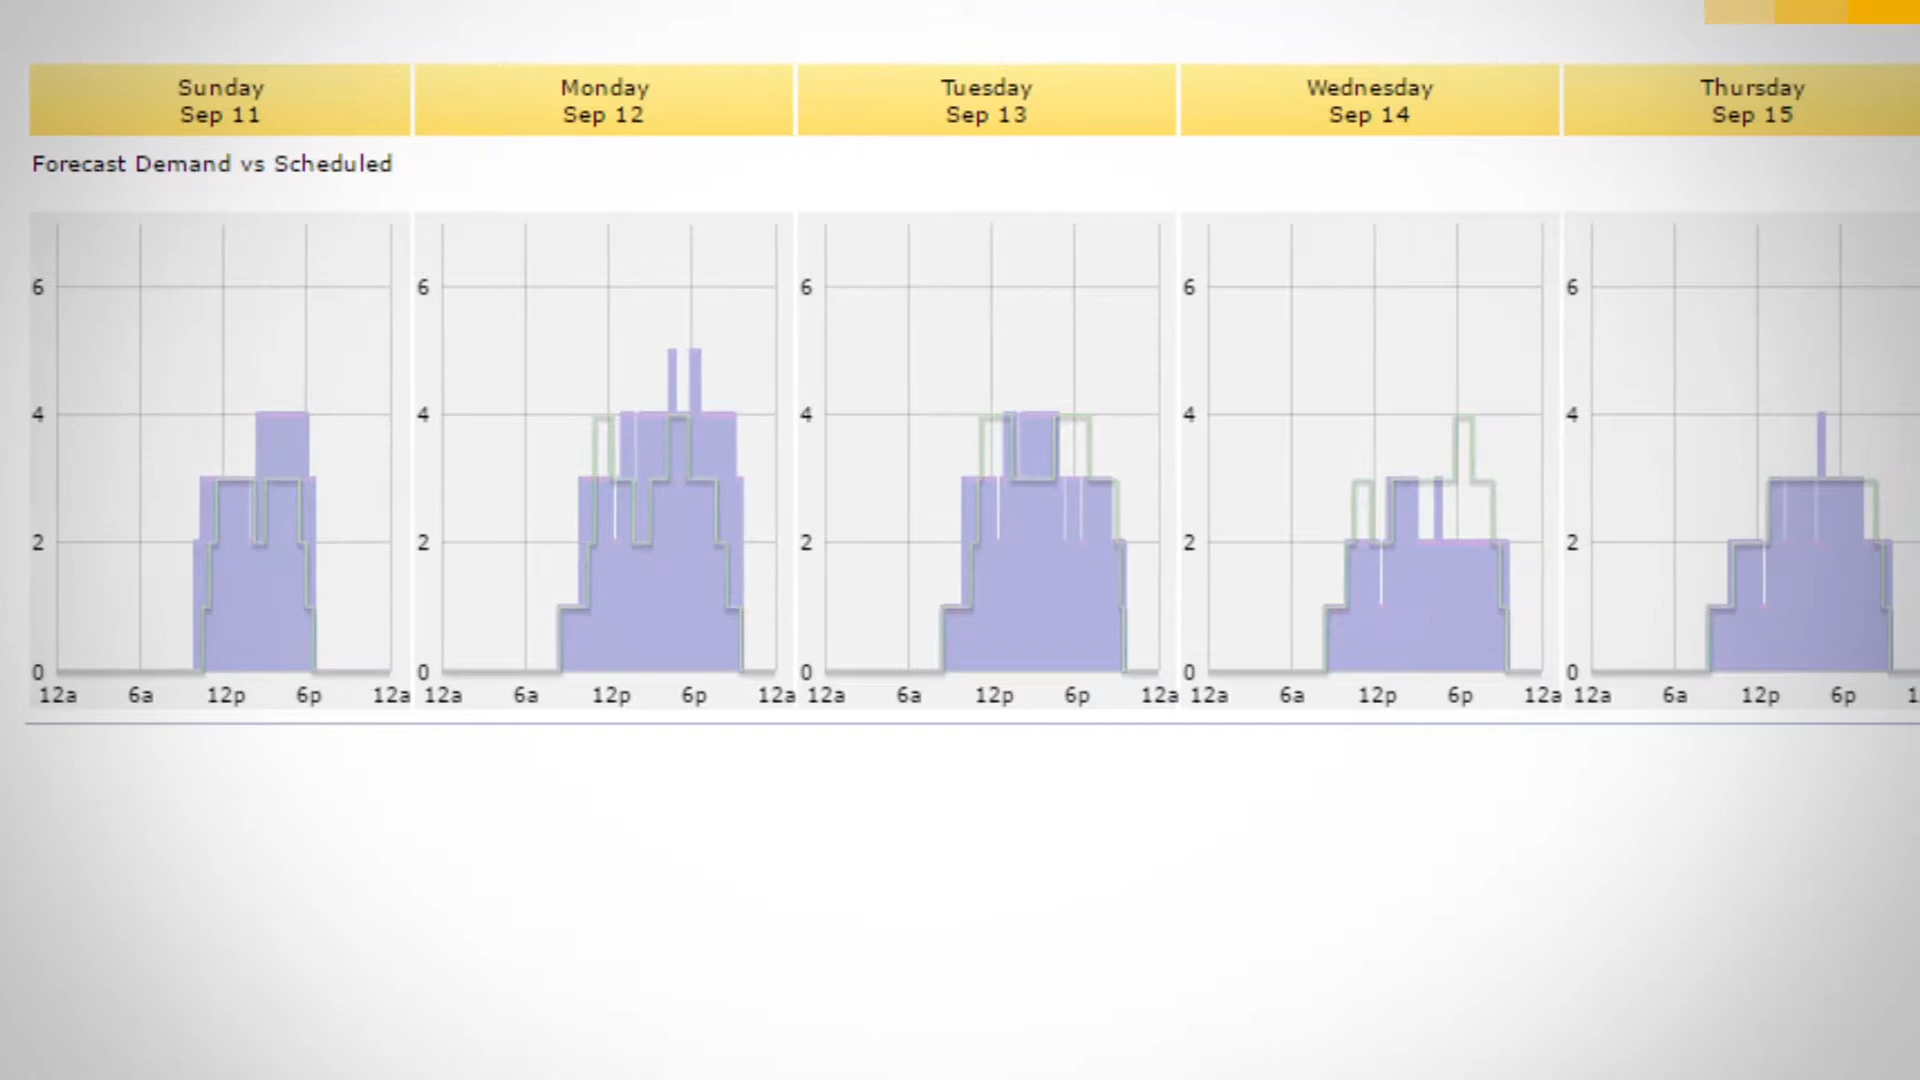 Sunday
Sep 11
Monday
Sep 12
Tuesday
Sep 13
Wednesday
Sep 14
Thursday
Sep 15
Forecast Demand vs Scheduled
6
4
2
0
12a 6a 12p 6p 12a
6
4
2
0
12a 6a 12p 6p 12a
6
4
2
0
12a 6a 12p 6p 12a
6
4
2
0
12a 6a 12p 6p 12a
6
4
2
0
12a 6a 12p 6p 1